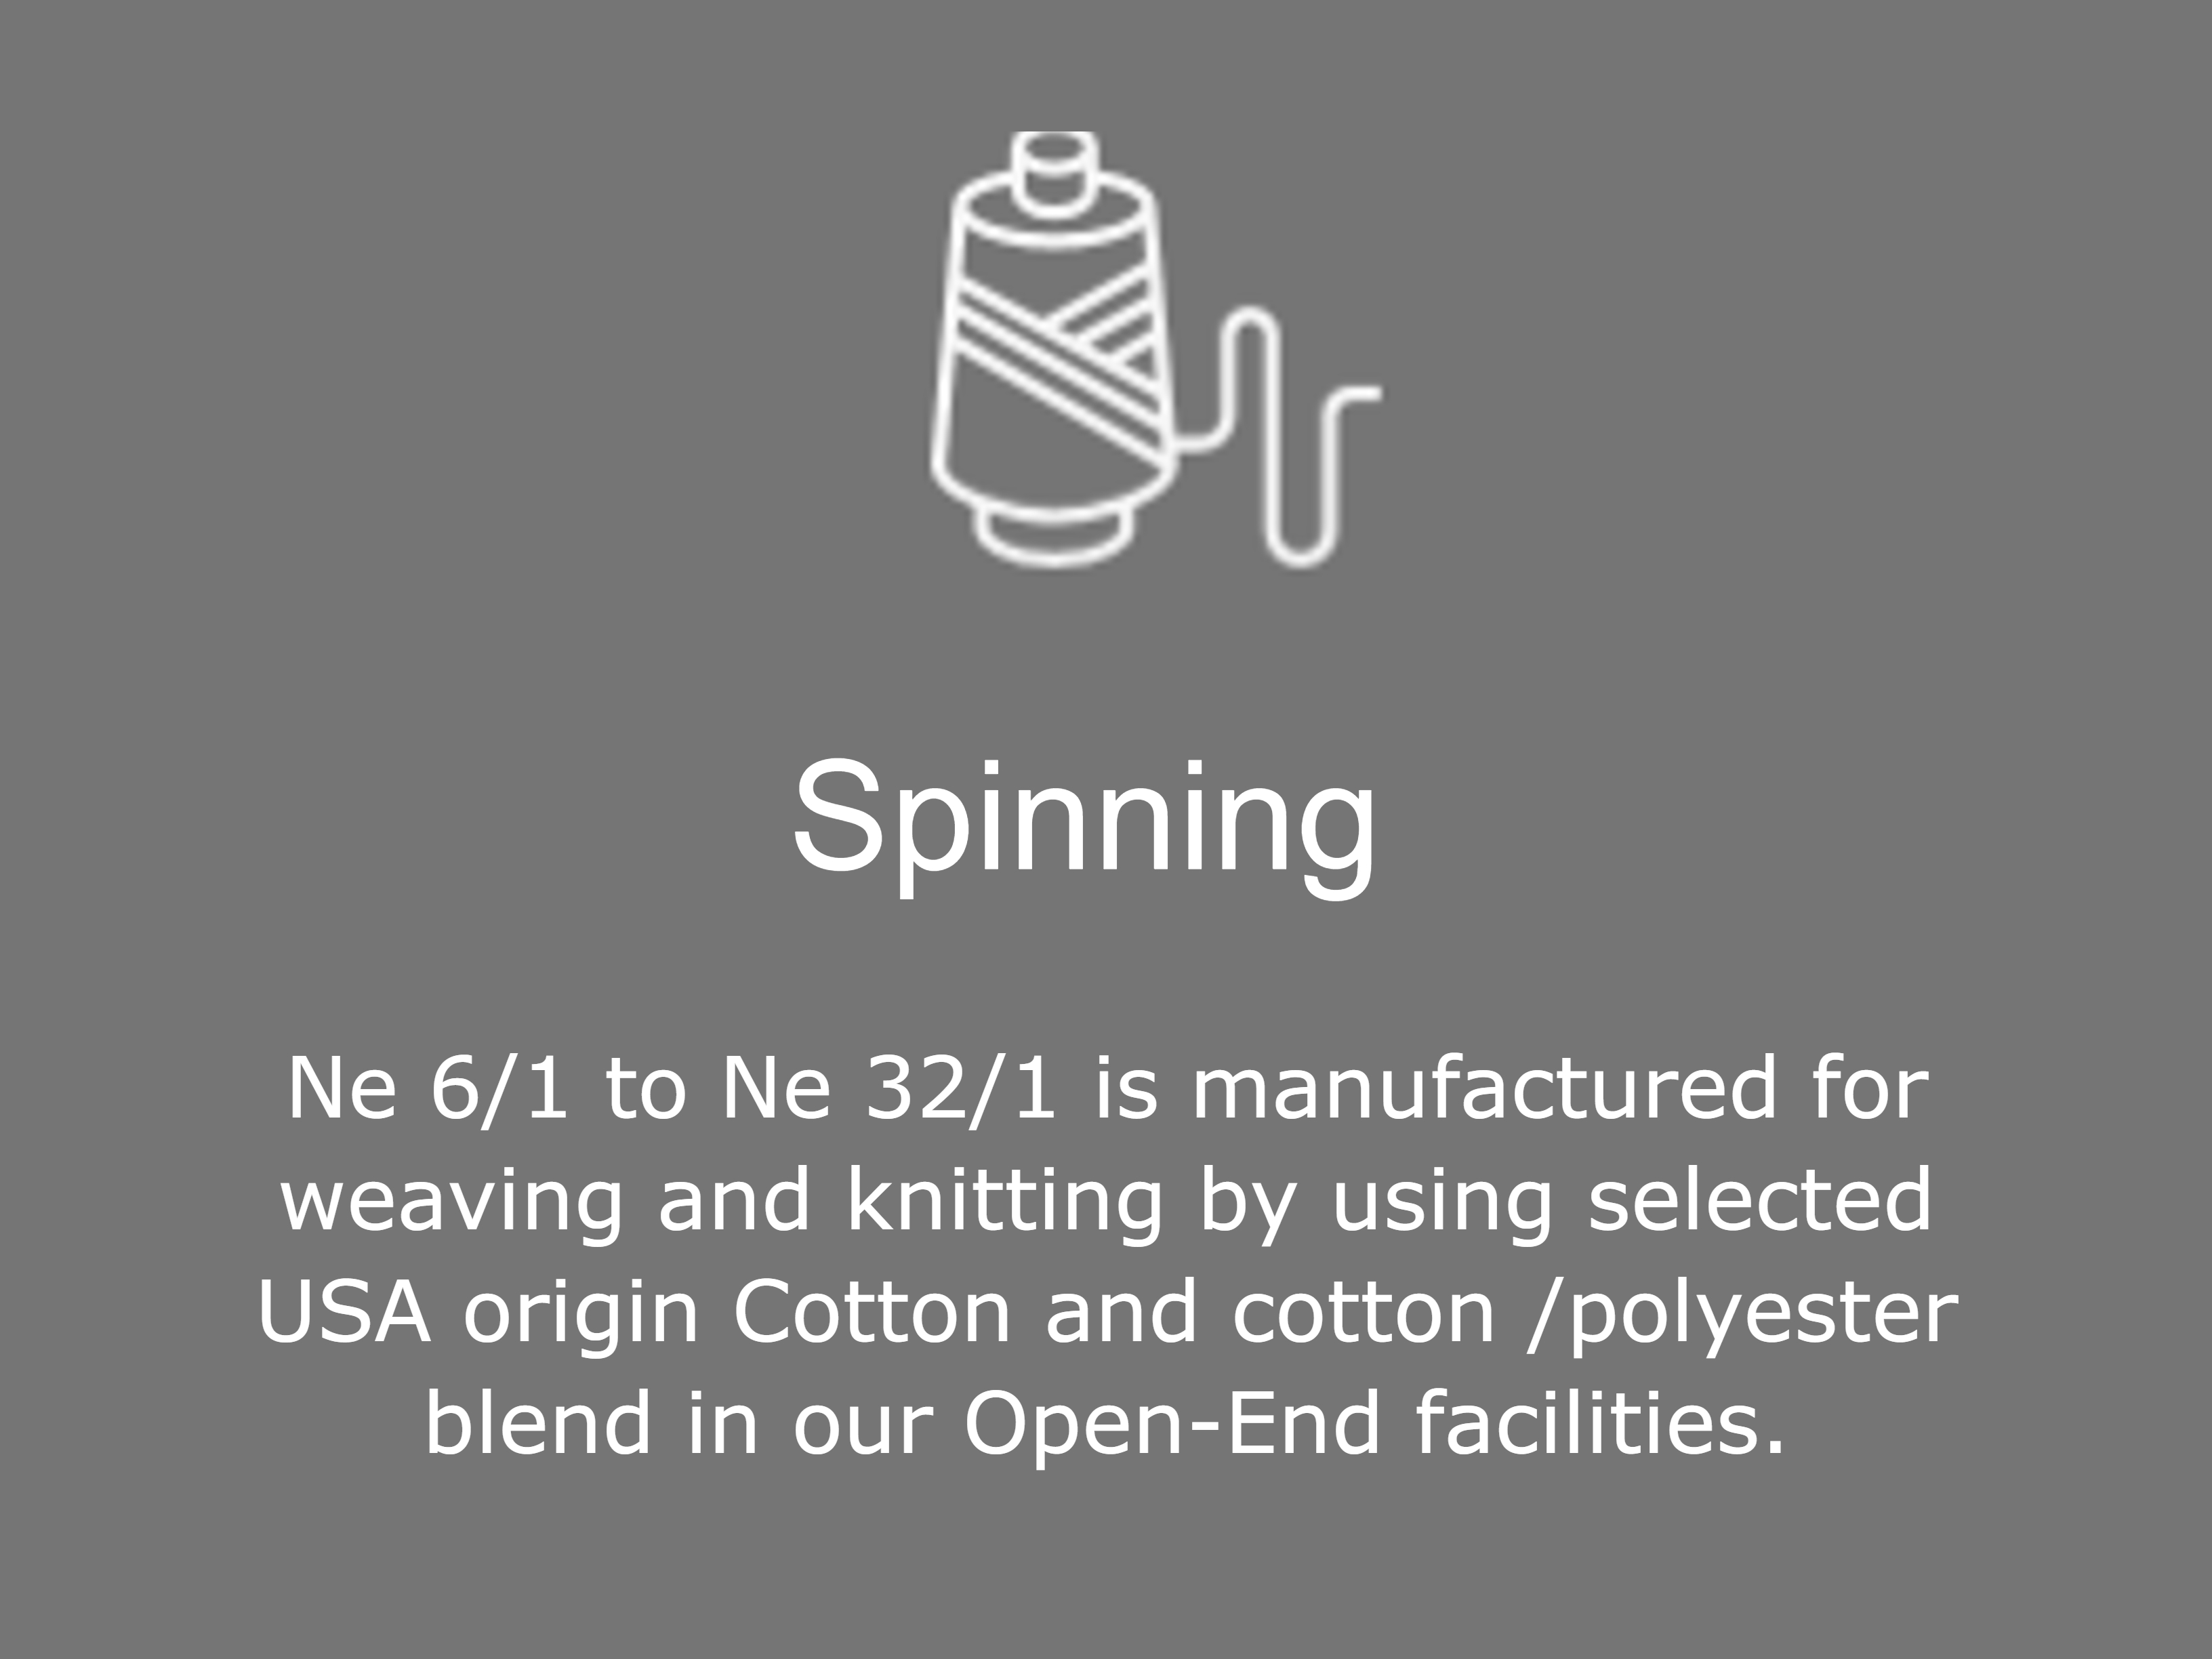 Spinning
Ne 6/1 to Ne 32/1 is manufactured for
weaving and knitting by using selected
USA origin Cotton and cotton /polyester
blend in our Open-End facilities.